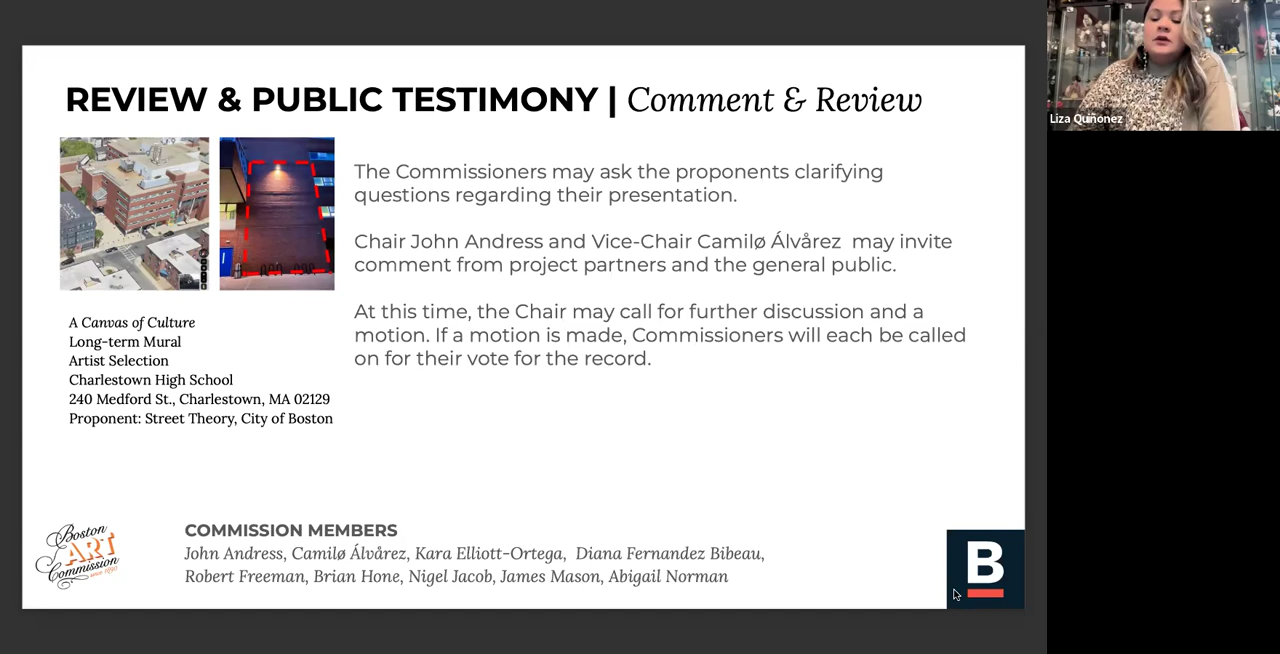 REVIEW & PUBLIC TESTIMONY | Comment & Review
The Commissioners may ask the proponents clarifying
questions regarding their presentation.
Chair John Andress and Vice-Chair Camilø Álvårez may invite
comment from project partners and the general public.
At this time, the Chair may call for further discussion and a
motion. If a motion is made, Commissioners will each be called
on for their vote for the record.
A Canvas of Culture
Long-term Mural
Artist Selection
Charlestown High School
240 Medford St., Charlestown, MA 02129
Proponent: Street Theory, City of Boston
Boston
ART
Commission
since 1890
COMMISSION MEMBERS
John Andress, Camilø Álvårez, Kara Elliott-Ortega, Diana Fernandez Bibeau,
Robert Freeman, Brian Hone, Nigel Jacob, James Mason, Abigail Norman
B
Liza Quiñonez